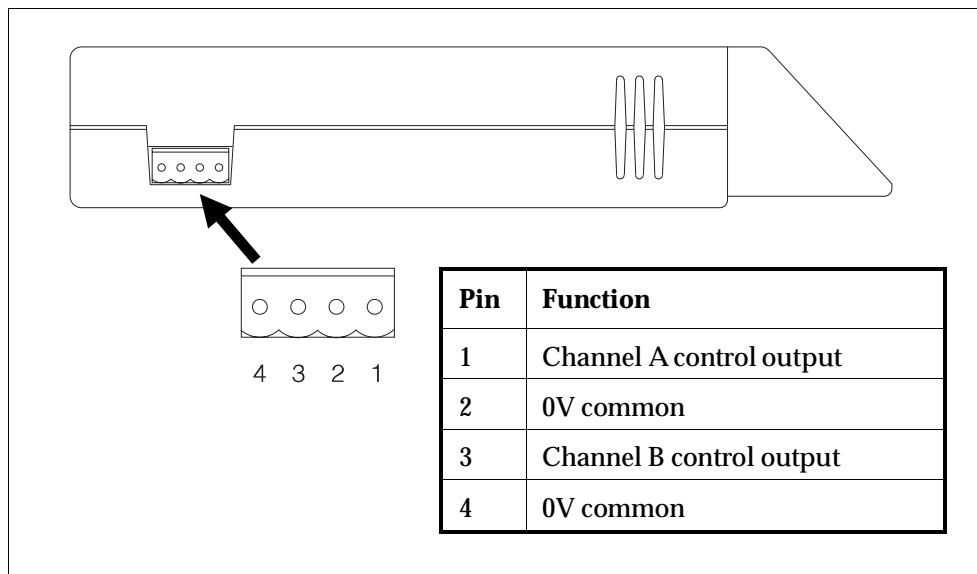 4 3 2 1
Pin Function
1 Channel A control output
2 0V common
3 Channel B control output
4 0V common